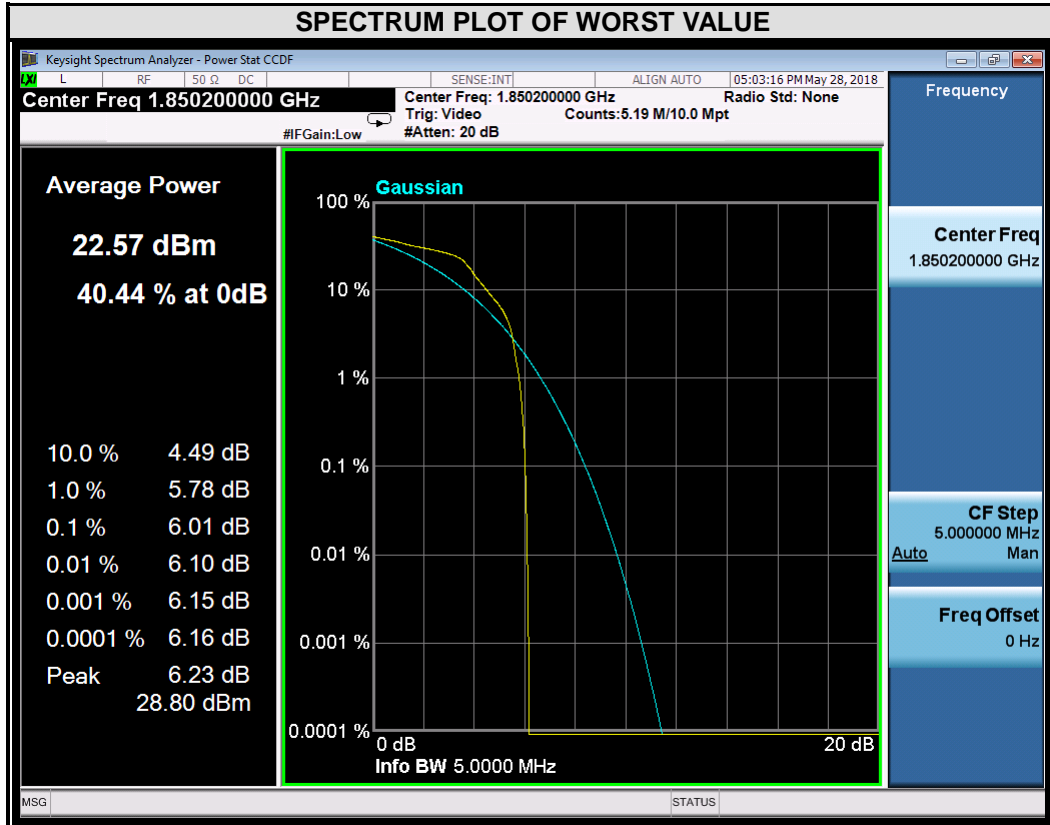 SPECTRUM PLOT OF WORST VALUE
Keysight Spectrum Analyzer - Power Stat CCDF
LXI L RF 50 Ω DC SENSE:INT ALIGN AUTO 05:03:16 PM May 28, 2018
Center Freq 1.850200000 GHz
Center Freq: 1.850200000 GHz Radio Std: None
Trig: Video Counts:5.19 M/10.0 Mpt
#IFGain:Low #Atten: 20 dB
Frequency
Average Power
22.57 dBm
40.44 % at 0dB
10.0 % 4.49 dB
1.0 % 5.78 dB
0.1 % 6.01 dB
0.01 % 6.10 dB
0.001 % 6.15 dB
0.0001 % 6.16 dB
Peak 6.23 dB
28.80 dBm
Gaussian
100 %
10 %
1 %
0.1 %
0.01 %
0.001 %
0.0001 %
0 dB 20 dB
Info BW 5.0000 MHz
Center Freq
1.850200000 GHz
CF Step
5.000000 MHz
Auto Man
Freq Offset
0 Hz
MSG STATUS